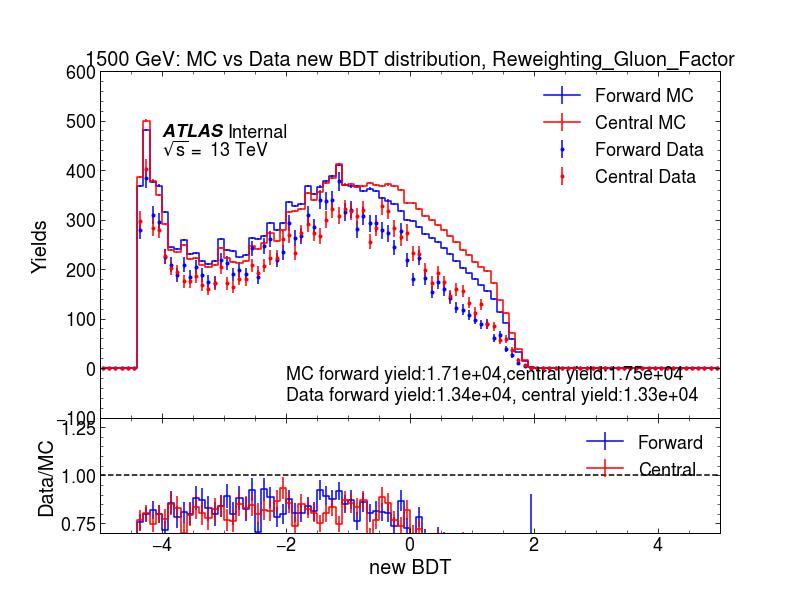 1500 GeV: MC vs Data new BDT distribution, Reweighting_Gluon_Factor
600
500
400
300
200
100
0
−100
Yields
ATLAS Internal
√s = 13 TeV
Forward MC
Central MC
Forward Data
Central Data
MC forward yield:1.71e+04,central yield:1.75e+04
Data forward yield:1.34e+04, central yield:1.33e+04
1.25
1.00
0.75
Data/MC
Forward
Central
−4
−2
0
2
4
new BDT